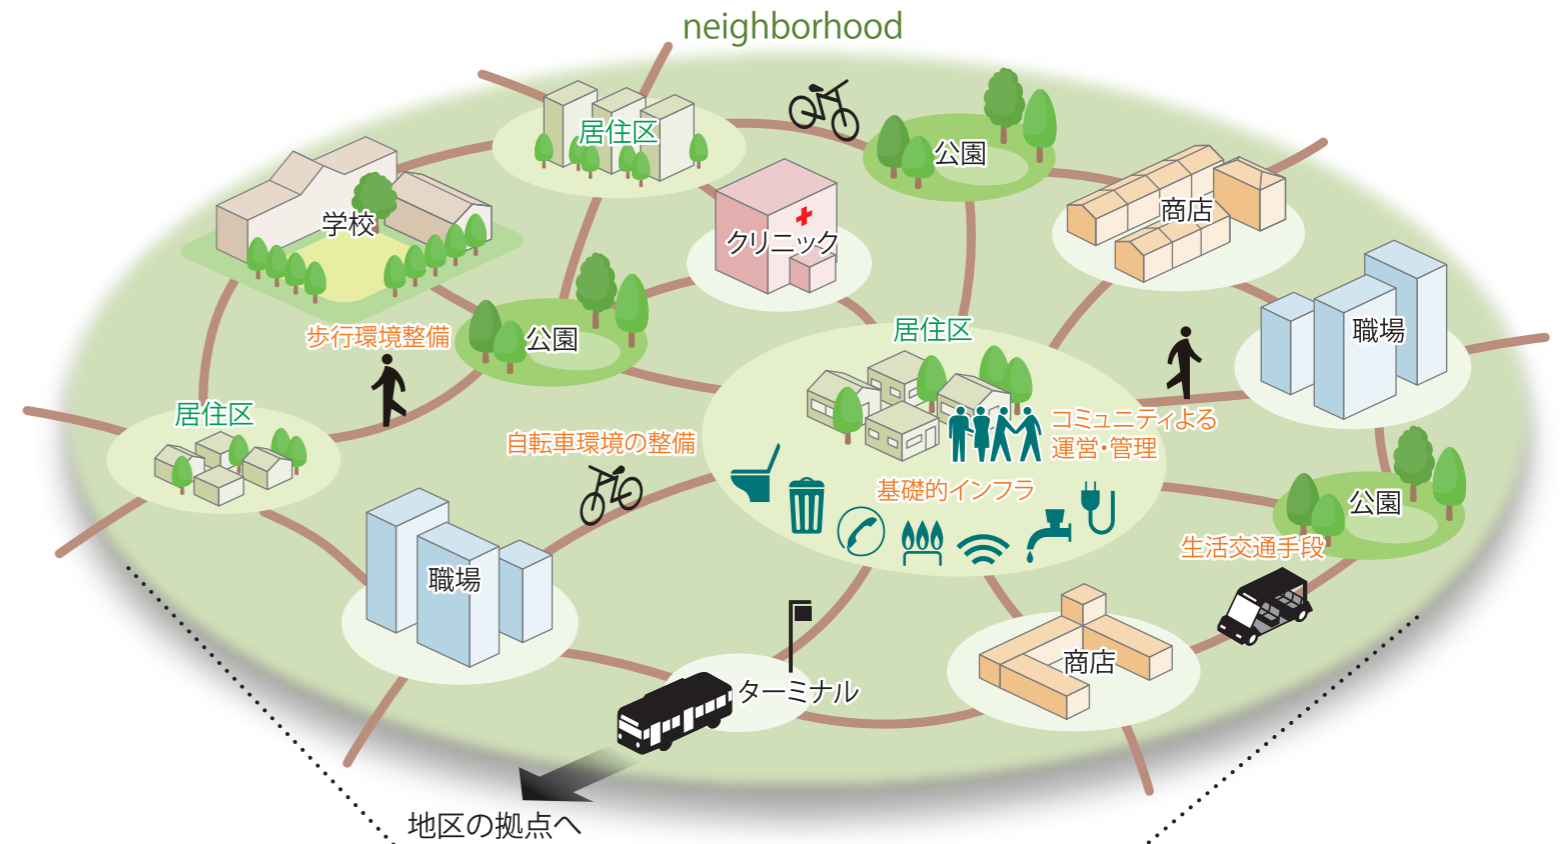 neighborhood
居住区
公園
学校
商店
クリニック
居住区
歩行環境整備
公園
職場
居住区
自転車環境の整備
コミュニティよる
運営・管理
基礎的インフラ
公園
生活交通手段
職場
商店
ターミナル
地区の拠点へ